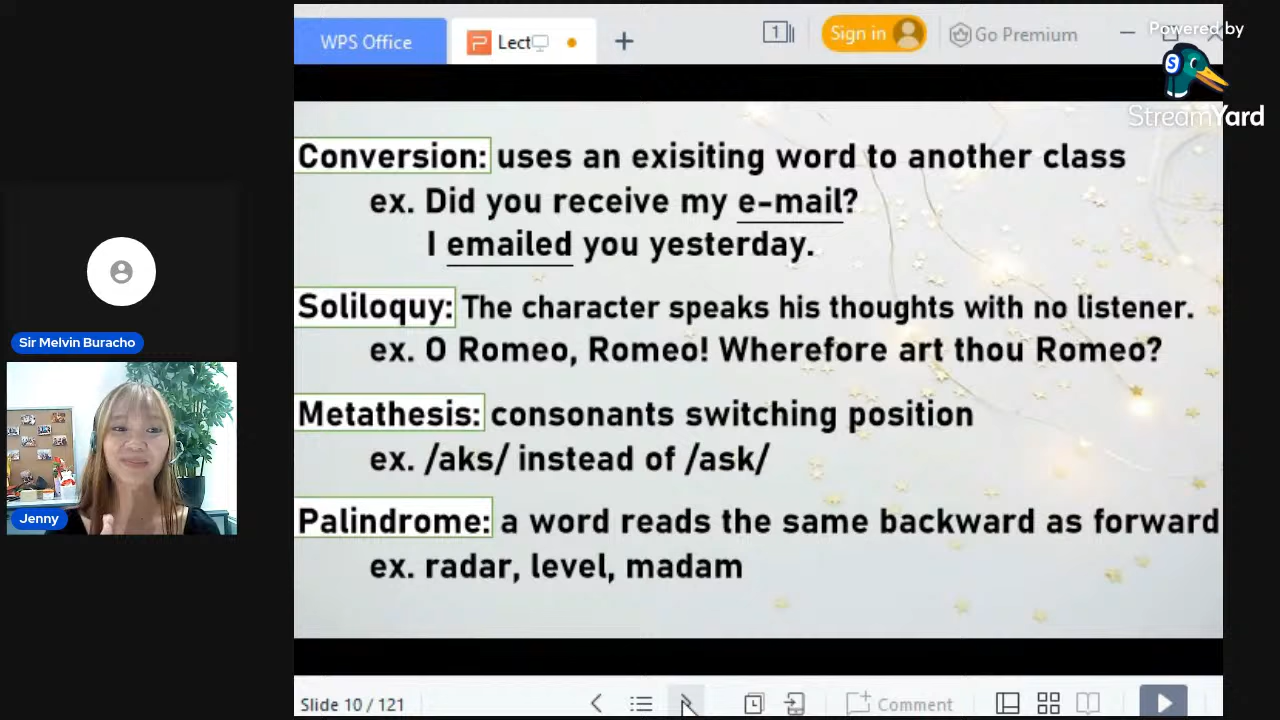 WPS Office
Lect
1
Sign in
Go Premium
Powered by
StreamYard
Conversion: uses an exisiting word to another class
ex. Did you receive my e-mail?
I emailed you yesterday.
Soliloquy: The character speaks his thoughts with no listener.
ex. O Romeo, Romeo! Wherefore art thou Romeo?
Metathesis: consonants switching position
ex. /aks/ instead of /ask/
Palindrome: a word reads the same backward as forward
ex. radar, level, madam
Sir Melvin Buracho
Jenny
Slide 10 / 121
Comment